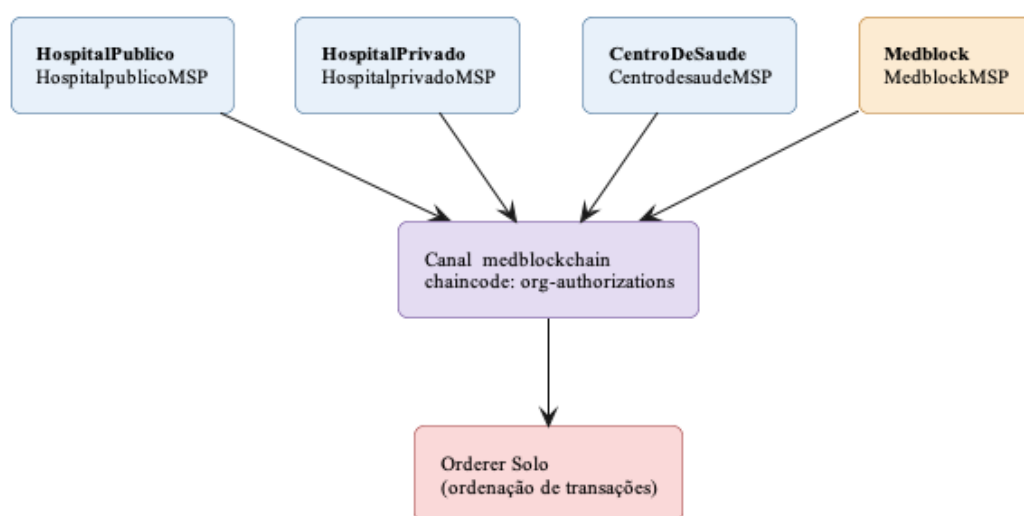 HospitalPublico
HospitalpublicoMSP
HospitalPrivado
HospitalprivadoMSP
CentroDeSaude
CentrodesaudeMSP
Medblock
MedblockMSP
Canal medblockchain
chaincode: org-authorizations
Orderer Solo
(ordenação de transações)